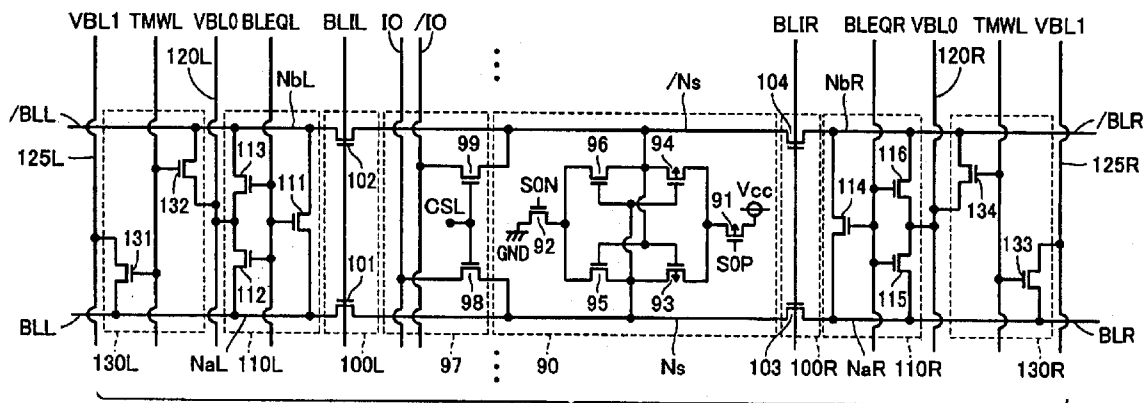 VBL1 TMWL VBL0 BLEQL BLIL IO /IO BLIR BLEQR VBL0 TMWL VBL1
120L 120R
NbL /Ns 104 NbR
/BLL /BLR
125L 113 111 102 99 96 94 116 125R
132 S0N Vcc 114 134
CSL 91
92
GND S0P
131 101 133
112 98 95 93 115
BLL BLR
130L NaL 110L 100L 97 90 Ns 103 100R NaR 110R 130R